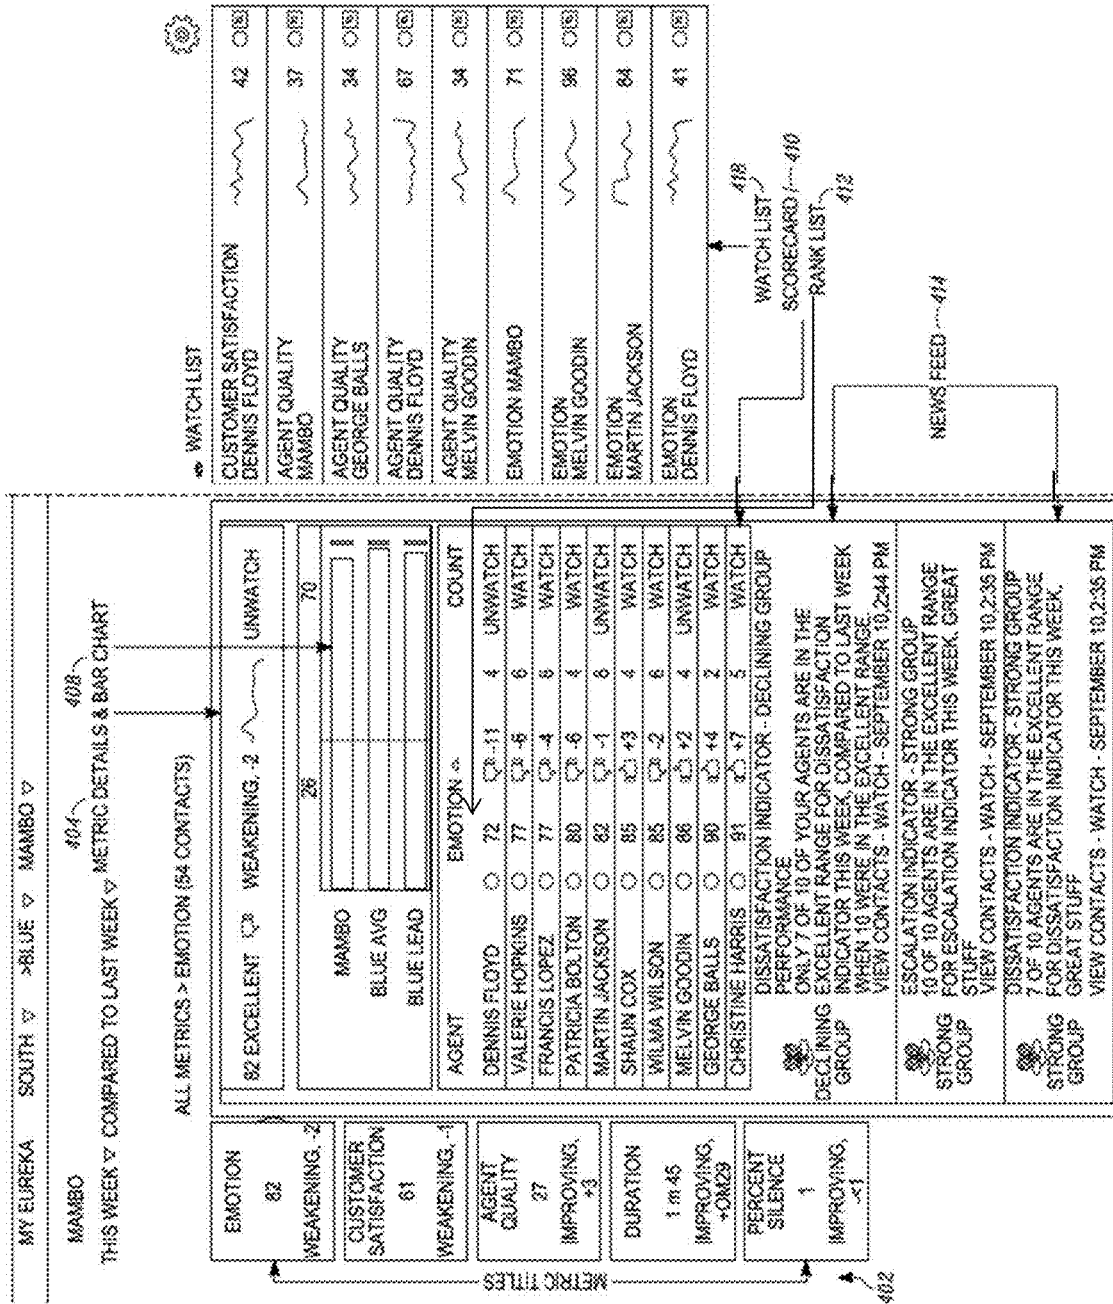 MY EUREKA SOUTH ▽ >BLUE ▽ MAMBO ▽
MAMBO
THIS WEEK ▽ COMPARED TO LAST WEEK ▽
404
METRIC DETAILS & BAR CHART
408
ALL METRICS > EMOTION (54 CONTACTS)
EMOTION
82
WEAKENING, -2
CUSTOMER
SATISFACTION
61
WEAKENING, -1
AGENT
QUALITY
27
IMPROVING,
+3
DURATION
1 m 45
IMPROVING,
+0M29
PERCENT
SILENCE
1
IMPROVING,
-<1
METRIC TITLES
402
82 EXCELLENT WEAKENING, -2 UNWATCH
26 70
MAMBO
BLUE AVG
BLUE LEAD
AGENT EMOTION EMOTION COUNT
DENNIS FLOYD 72 -11 4 UNWATCH
VALERIE HOPKINS 77 -6 6 WATCH
FRANCIS LOPEZ 77 -4 6 WATCH
PATRICIA BOLTON 80 -6 4 WATCH
MARTIN JACKSON 82 -1 6 UNWATCH
SHAUN COX 85 +3 4 WATCH
WILMA WILSON 85 -2 6 WATCH
MELVIN GOODIN 86 +2 4 UNWATCH
GEORGE BALLS 90 +4 2 WATCH
CHRISTINE HARRIS 91 +7 5 WATCH
DECLINING
GROUP
DISSATISFACTION INDICATOR - DECLINING GROUP
PERFORMANCE
ONLY 7 OF 10 OF YOUR AGENTS ARE IN THE
EXCELLENT RANGE FOR DISSATISFACTION
INDICATOR THIS WEEK, COMPARED TO LAST WEEK
WHEN 10 WERE IN THE EXCELLENT RANGE.
VIEW CONTACTS - WATCH - SEPTEMBER 10,2:44 PM
STRONG
GROUP
ESCALATION INDICATOR - STRONG GROUP
10 OF 10 AGENTS ARE IN THE EXCELLENT RANGE
FOR ESCALATION INDICATOR THIS WEEK. GREAT
STUFF
VIEW CONTACTS - WATCH - SEPTEMBER 10,2:35 PM
STRONG
GROUP
DISSATISFACTION INDICATOR - STRONG GROUP
7 OF 10 AGENTS ARE IN THE EXCELLENT RANGE
FOR DISSATISFACTION INDICATOR THIS WEEK.
GREAT STUFF
VIEW CONTACTS - WATCH - SEPTEMBER 10,2:35 PM
WATCH LIST
CUSTOMER SATISFACTION
DENNIS FLOYD 42
AGENT QUALITY
MAMBO 37
AGENT QUALITY
GEORGE BALLS 34
AGENT QUALITY
DENNIS FLOYD 67
AGENT QUALITY
MELVIN GOODIN 34
EMOTION MAMBO 71
EMOTION
MELVIN GOODIN 96
EMOTION
MARTIN JACKSON 84
EMOTION
DENNIS FLOYD 41
WATCH LIST 418
SCORECARD 410
RANK LIST 412
NEWS FEED 414